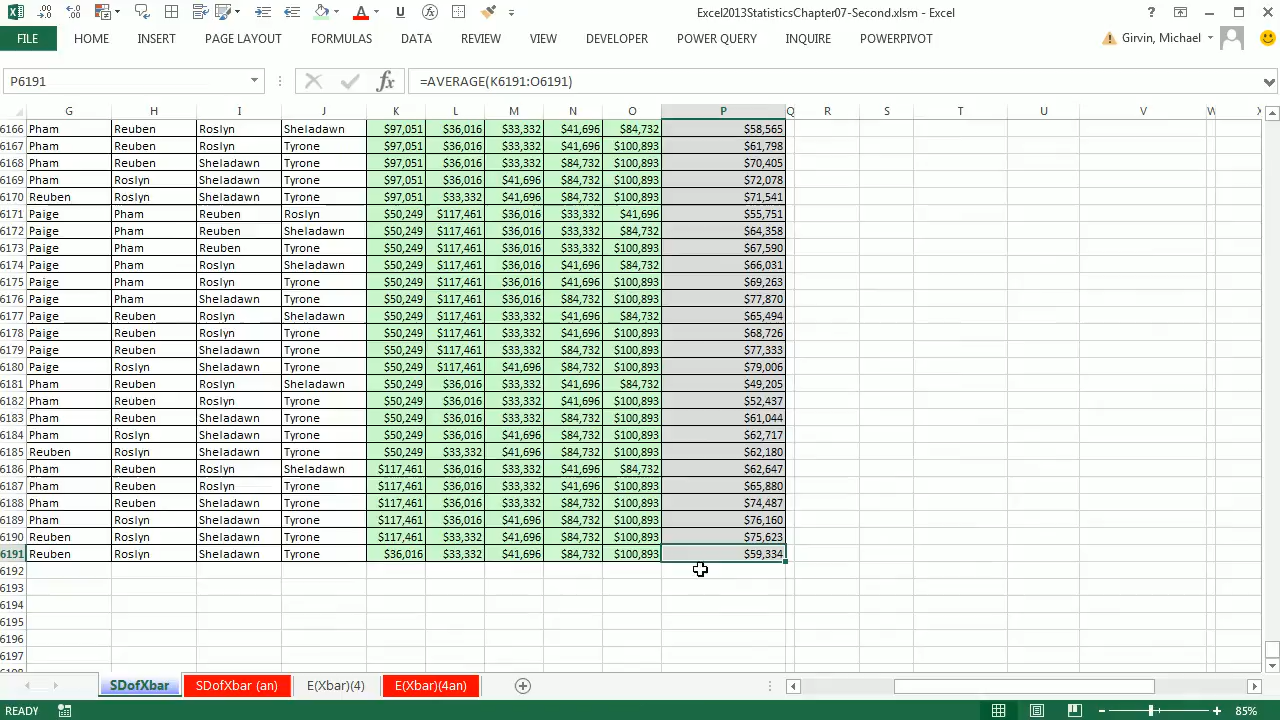 Excel2013StatisticsChapter07-Second.xlsm - Excel
FILE HOME INSERT PAGE LAYOUT FORMULAS DATA REVIEW VIEW DEVELOPER POWER QUERY INQUIRE POWERPIVOT Girvin, Michael
P6191 fx =AVERAGE(K6191:O6191)
G H I J K L M N O P Q R S T U V W
6166 Pham Reuben Roslyn Sheladawn $97,051 $36,016 $33,332 $41,696 $84,732 $58,565
6167 Pham Reuben Roslyn Tyrone $97,051 $36,016 $33,332 $41,696 $100,893 $61,798
6168 Pham Reuben Sheladawn Tyrone $97,051 $36,016 $33,332 $84,732 $100,893 $70,405
6169 Pham Roslyn Sheladawn Tyrone $97,051 $36,016 $41,696 $84,732 $100,893 $72,078
6170 Reuben Roslyn Sheladawn Tyrone $97,051 $33,332 $41,696 $84,732 $100,893 $71,541
6171 Paige Pham Reuben Roslyn $50,249 $117,461 $36,016 $33,332 $41,696 $55,751
6172 Paige Pham Reuben Sheladawn $50,249 $117,461 $36,016 $33,332 $84,732 $64,358
6173 Paige Pham Reuben Tyrone $50,249 $117,461 $36,016 $33,332 $100,893 $67,590
6174 Paige Pham Roslyn Sheladawn $50,249 $117,461 $36,016 $41,696 $84,732 $66,031
6175 Paige Pham Roslyn Tyrone $50,249 $117,461 $36,016 $41,696 $100,893 $69,263
6176 Paige Pham Sheladawn Tyrone $50,249 $117,461 $36,016 $84,732 $100,893 $77,870
6177 Paige Reuben Roslyn Sheladawn $50,249 $117,461 $33,332 $41,696 $84,732 $65,494
6178 Paige Reuben Roslyn Tyrone $50,249 $117,461 $33,332 $41,696 $100,893 $68,726
6179 Paige Reuben Sheladawn Tyrone $50,249 $117,461 $33,332 $84,732 $100,893 $77,333
6180 Paige Roslyn Sheladawn Tyrone $50,249 $117,461 $41,696 $84,732 $100,893 $79,006
6181 Pham Reuben Roslyn Sheladawn $50,249 $36,016 $33,332 $41,696 $84,732 $49,205
6182 Pham Reuben Roslyn Tyrone $50,249 $36,016 $33,332 $41,696 $100,893 $52,437
6183 Pham Reuben Sheladawn Tyrone $50,249 $36,016 $33,332 $84,732 $100,893 $61,044
6184 Pham Roslyn Sheladawn Tyrone $50,249 $36,016 $41,696 $84,732 $100,893 $62,717
6185 Reuben Roslyn Sheladawn Tyrone $50,249 $33,332 $41,696 $84,732 $100,893 $62,180
6186 Pham Reuben Roslyn Sheladawn $117,461 $36,016 $33,332 $41,696 $84,732 $62,647
6187 Pham Reuben Roslyn Tyrone $117,461 $36,016 $33,332 $41,696 $100,893 $65,880
6188 Pham Reuben Sheladawn Tyrone $117,461 $36,016 $33,332 $84,732 $100,893 $74,487
6189 Pham Roslyn Sheladawn Tyrone $117,461 $36,016 $41,696 $84,732 $100,893 $76,160
6190 Reuben Roslyn Sheladawn Tyrone $117,461 $33,332 $41,696 $84,732 $100,893 $75,623
6191 Reuben Roslyn Sheladawn Tyrone $36,016 $33,332 $41,696 $84,732 $100,893 $59,334
6192
6193
6194
6195
6196
6197
SDofXbar SDofXbar (an) E(Xbar)(4) E(Xbar)(4an)
READY 85%